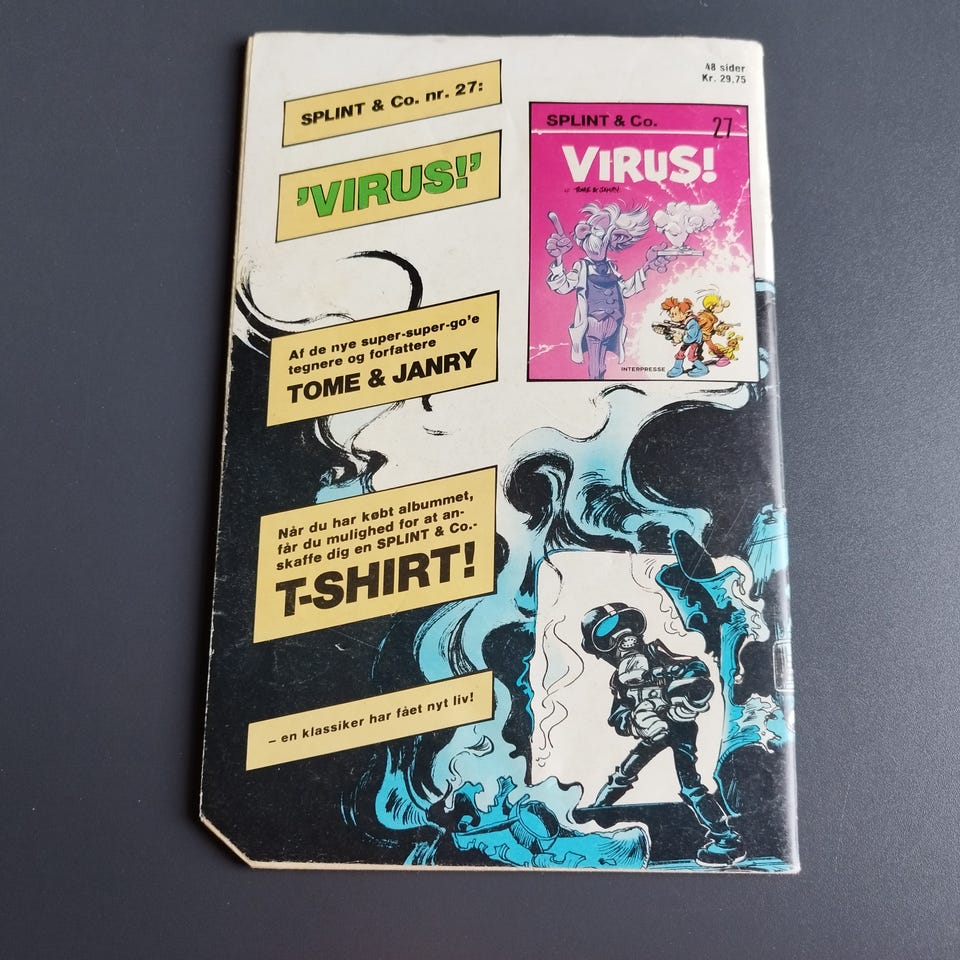 SPLINT & Co. nr. 27:
'VIRUS!'
Af de nye super-super-go'e
tegnere og forfattere
TOME & JANRY
Når du har købt albummet,
får du mulighed for at an-
skaffe dig en SPLINT & Co.-
T-SHIRT!
– en klassiker har fået nyt liv!
48 sider
Kr. 29,75
SPLINT & Co. 27
VIRUS!
TOME & JANRY
INTERPRESSE